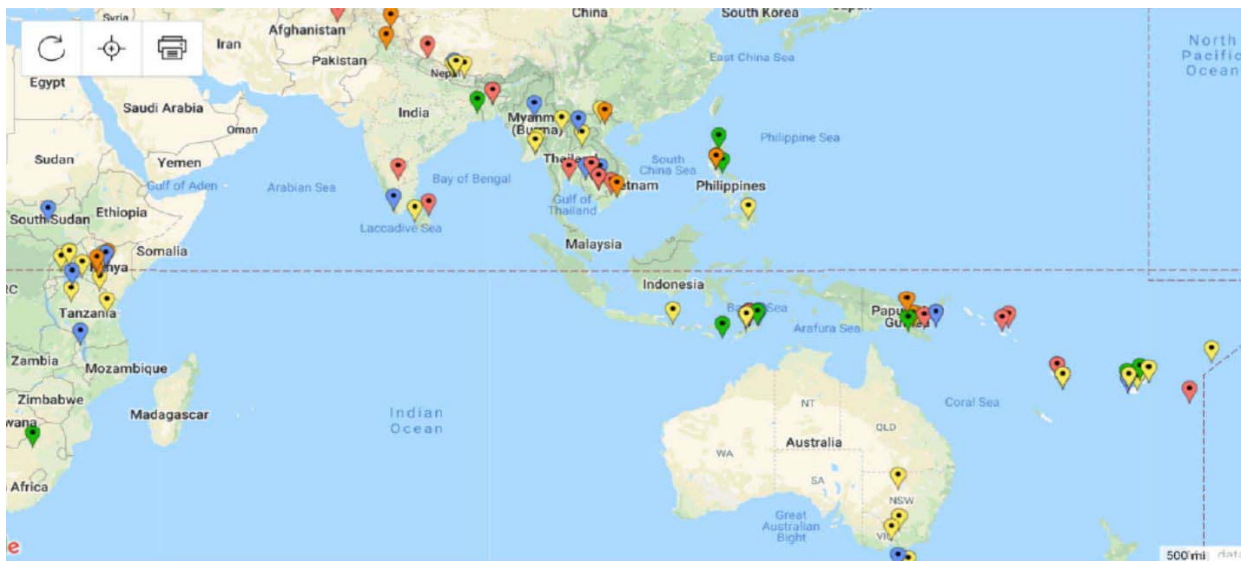 Syria
China
South Korea
Afghanistan
Iran
Pakistan
East China Sea
North
Pacific
Ocean
Egypt
Nepal
Saudi Arabia
India
Myanmar
(Burma)
Oman
Philippine Sea
Sudan
Yemen
Thailand
South
China Sea
Gulf of Aden
Arabian Sea
Bay of Bengal
Vietnam
Philippines
Gulf of
Thailand
South Sudan
Ethiopia
Laccadive Sea
Somalia
Malaysia
Kenya
RC
Indonesia
Tanzania
Papua
Guinea
Arafura Sea
Zambia
Mozambique
Zimbabwe
wana
Madagascar
Indian
Ocean
Coral Sea
NT
QLD
Australia
WA
SA
NSW
Africa
Great
Australian
Bight
VIC
e
500 mi
data